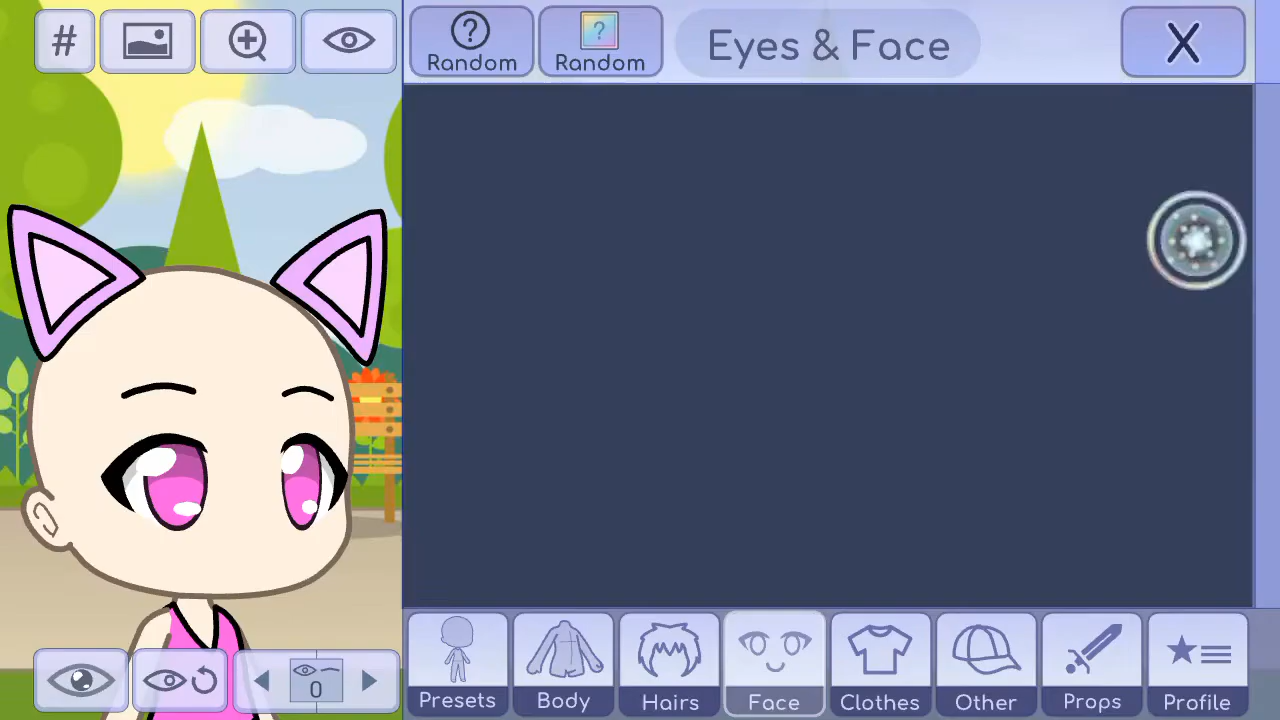 #
? Random
? Random
Eyes & Face
X
0
Presets
Body
Hairs
Face
Clothes
Other
Props
Profile